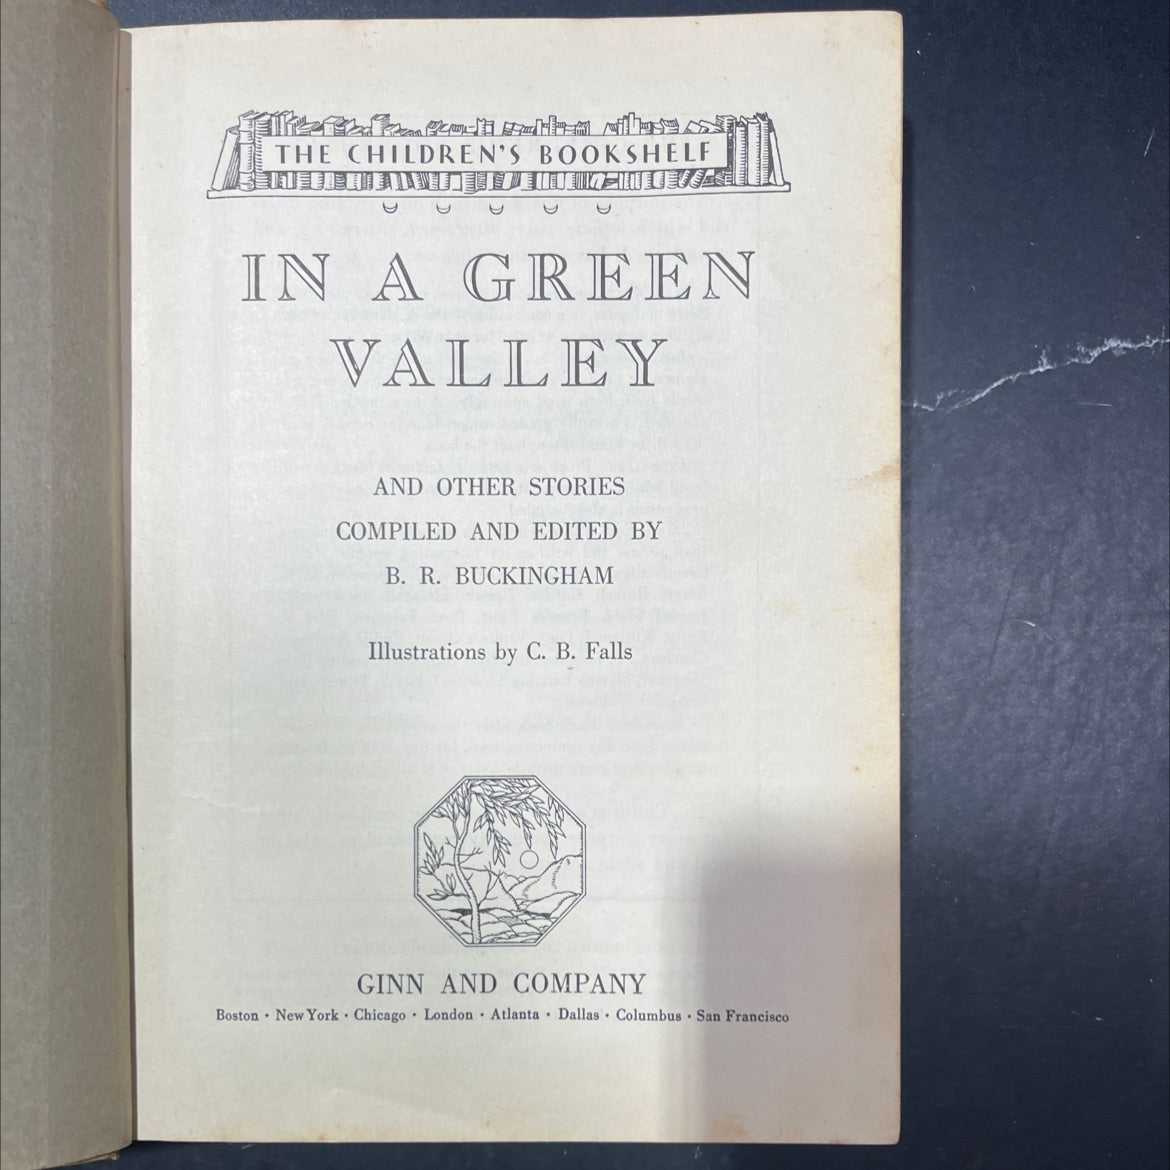 THE CHILDREN'S BOOKSHELF
IN A GREEN
VALLEY
AND OTHER STORIES
COMPILED AND EDITED BY
B. R. BUCKINGHAM
Illustrations by C. B. Falls
GINN AND COMPANY
Boston · New York · Chicago · London · Atlanta · Dallas · Columbus · San Francisco